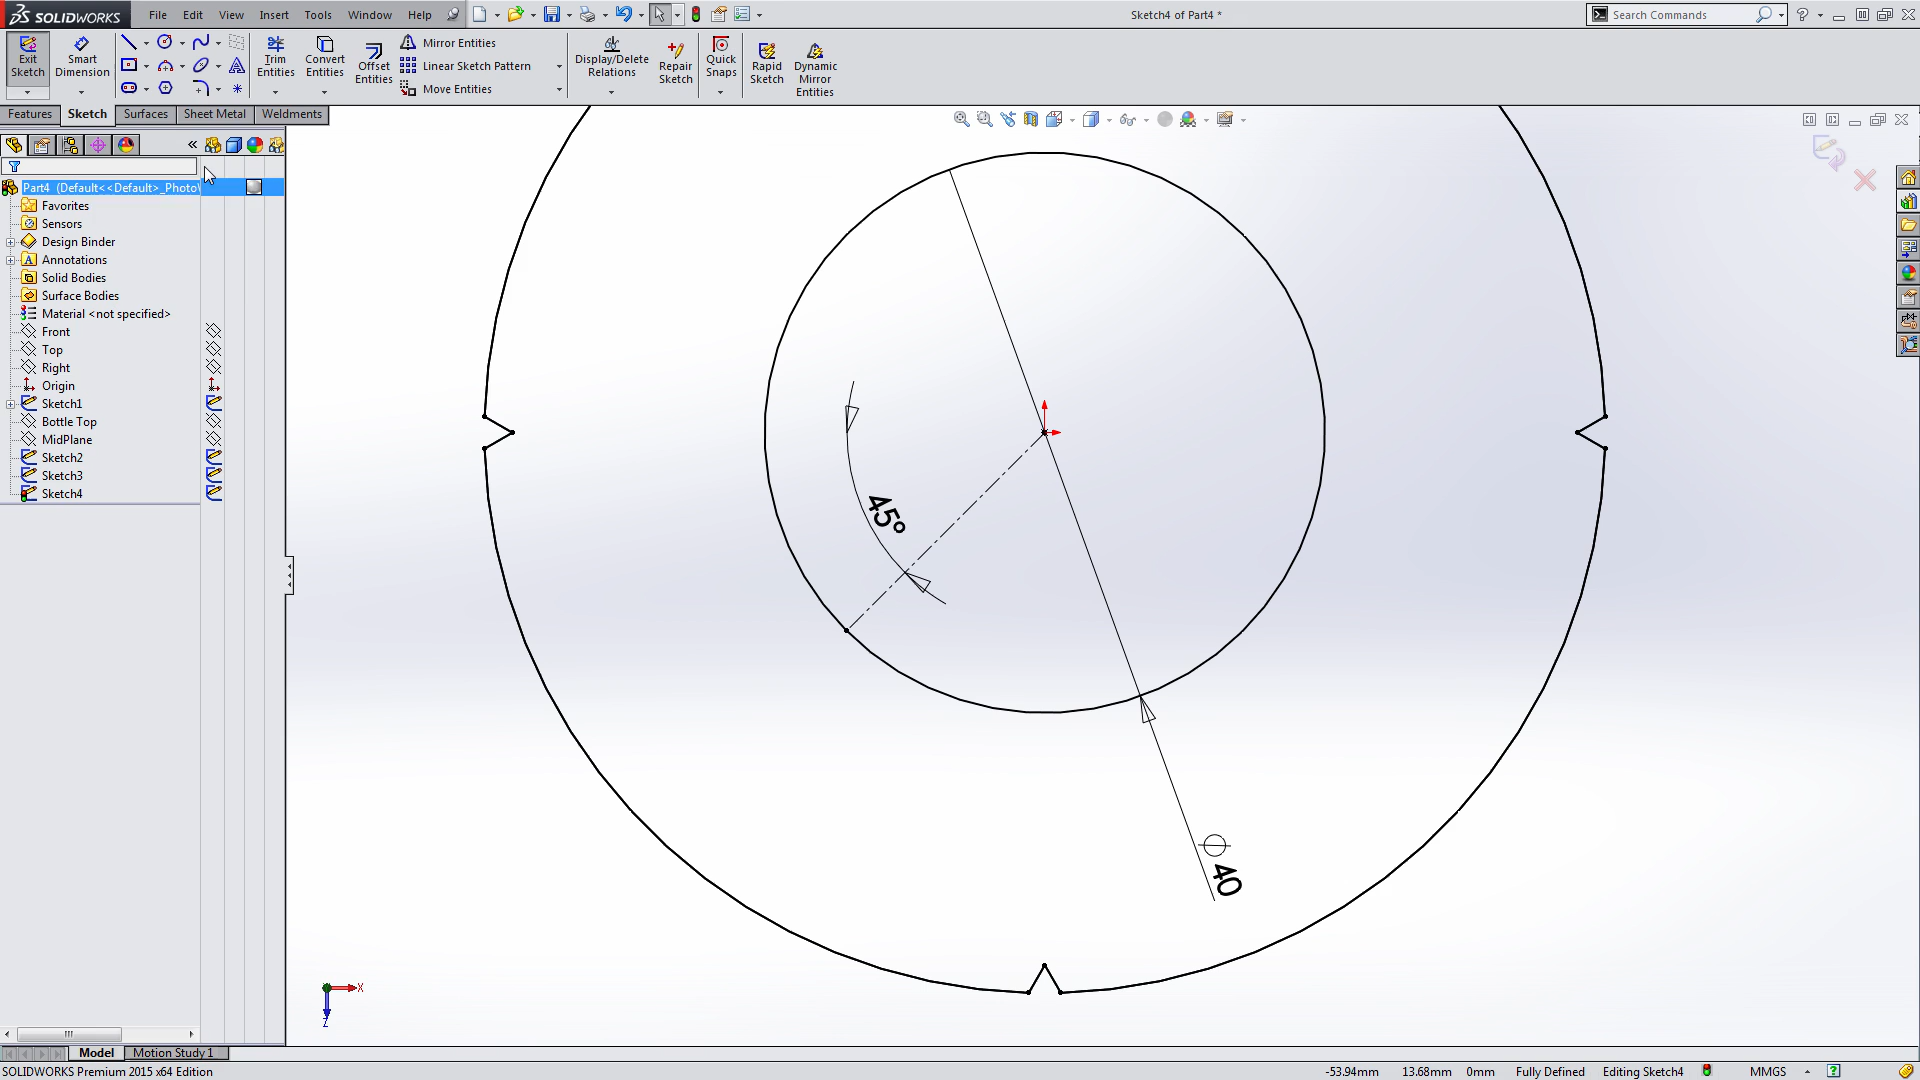 SOLIDWORKS File Edit View Insert Tools Window Help Sketch4 of Part4 * Search Commands
Exit Sketch
Smart Dimension
Trim Entities
Convert Entities
Offset Entities
Mirror Entities
Linear Sketch Pattern
Move Entities
Display/Delete Relations
Repair Sketch
Quick Snaps
Rapid Sketch
Dynamic Mirror Entities
Features Sketch Surfaces Sheet Metal Weldments
Part4 (Default<<Default>_Photo
Favorites
Sensors
Design Binder
Annotations
Solid Bodies
Surface Bodies
Material <not specified>
Front
Top
Right
Origin
Sketch1
Bottle Top
MidPlane
Sketch2
Sketch3
Sketch4
45°
∅ 40
X
Z
Model Motion Study 1
SOLIDWORKS Premium 2015 x64 Edition -53.94mm 13.68mm 0mm Fully Defined Editing Sketch4 MMGS